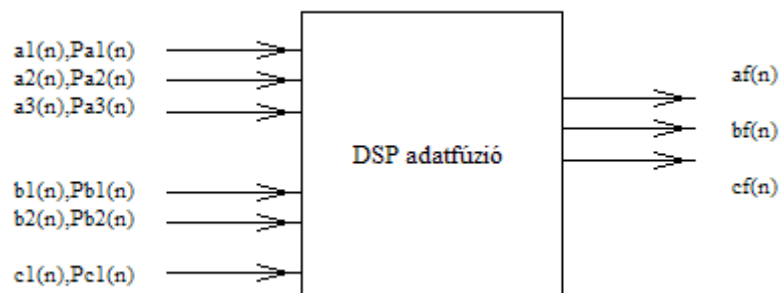 a1(n),Pa1(n)
a2(n),Pa2(n)
a3(n),Pa3(n)
b1(n),Pb1(n)
b2(n),Pb2(n)
c1(n),Pc1(n)
DSP adatfúzió
af(n)
bf(n)
cf(n)